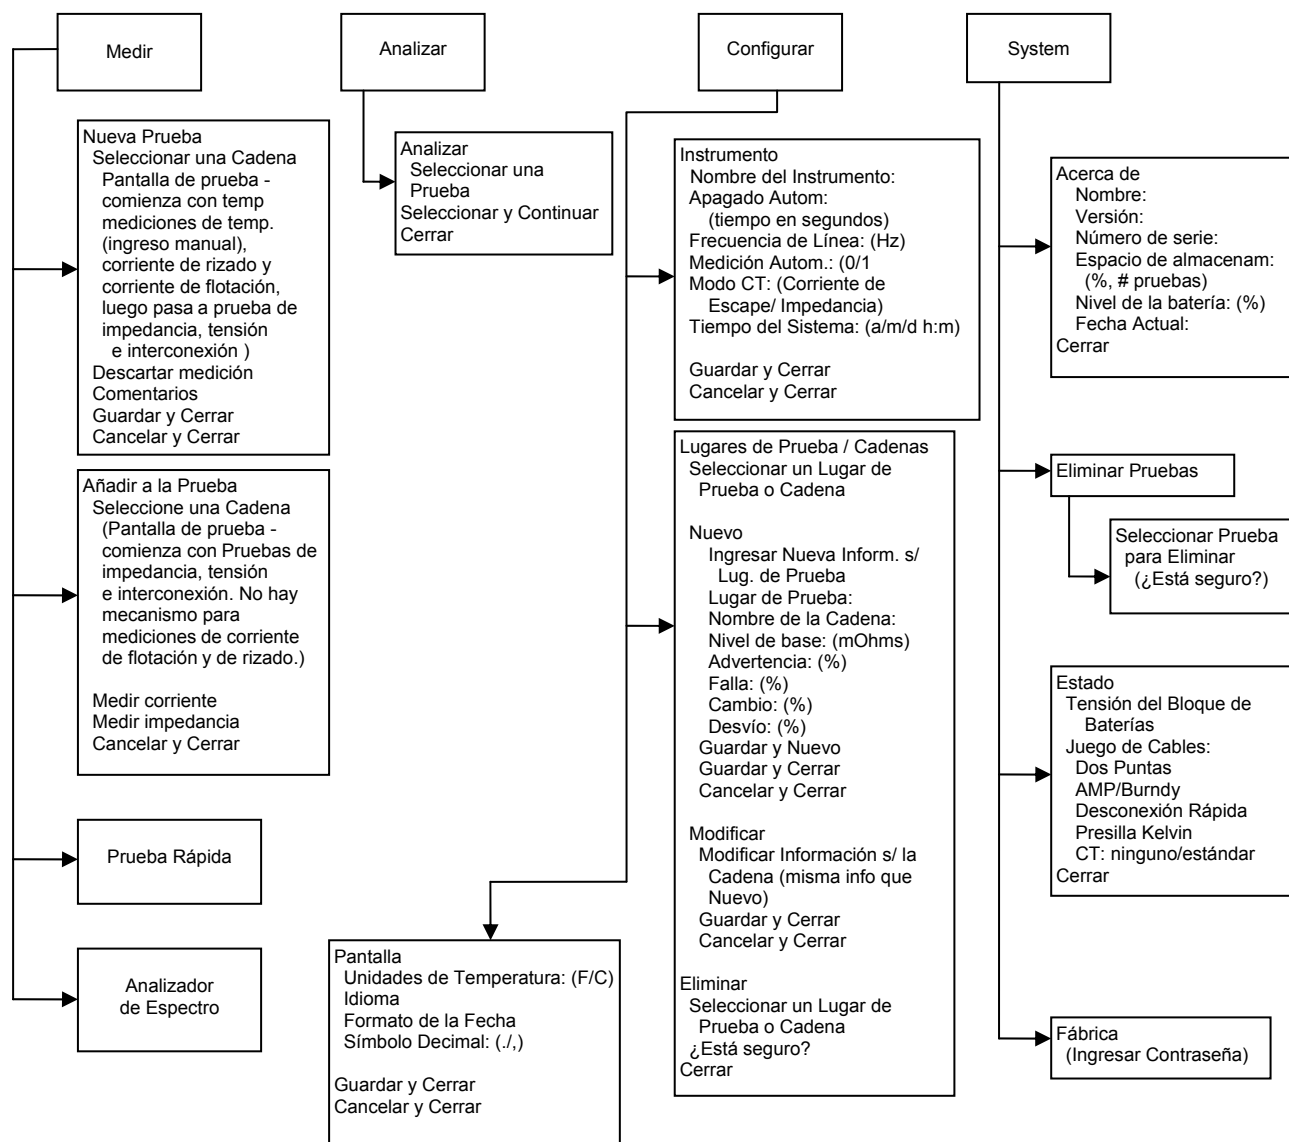 Medir
Nueva Prueba
Seleccionar una Cadena
Pantalla de prueba -
comienza con temp
mediciones de temp.
(ingreso manual),
corriente de rizado y
corriente de flotación,
luego pasa a prueba de
impedancia, tensión
e interconexión )
Descartar medición
Comentarios
Guardar y Cerrar
Cancelar y Cerrar
Añadir a la Prueba
Seleccione una Cadena
(Pantalla de prueba -
comienza con Pruebas de
impedancia, tensión
e interconexión. No hay
mecanismo para
mediciones de corriente
de flotación y de rizado.)
Medir corriente
Medir impedancia
Cancelar y Cerrar
Prueba Rápida
Analizador
de Espectro
Analizar
Analizar
Seleccionar una
Prueba
Seleccionar y Continuar
Cerrar
Configurar
Instrumento
Nombre del Instrumento:
Apagado Autom:
(tiempo en segundos)
Frecuencia de Línea: (Hz)
Medición Autom.: (0/1
Modo CT: (Corriente de
Escape/ Impedancia)
Tiempo del Sistema: (a/m/d h:m)
Guardar y Cerrar
Cancelar y Cerrar
Lugares de Prueba / Cadenas
Seleccionar un Lugar de
Prueba o Cadena
Nuevo
Ingresar Nueva Inform. s/
Lug. de Prueba
Lugar de Prueba:
Nombre de la Cadena:
Nivel de base: (mOhms)
Advertencia: (%)
Falla: (%)
Cambio: (%)
Desvío: (%)
Guardar y Nuevo
Guardar y Cerrar
Cancelar y Cerrar
Modificar
Modificar Información s/ la
Cadena (misma info que
Nuevo)
Guardar y Cerrar
Cancelar y Cerrar
Eliminar
Seleccionar un Lugar de
Prueba o Cadena
¿Está seguro?
Cerrar
Pantalla
Unidades de Temperatura: (F/C)
Idioma
Formato de la Fecha
Símbolo Decimal: (./,)
Guardar y Cerrar
Cancelar y Cerrar
System
Acerca de
Nombre:
Versión:
Número de serie:
Espacio de almacenam:
(%, # pruebas)
Nivel de la batería: (%)
Fecha Actual:
Cerrar
Eliminar Pruebas
Seleccionar Prueba
para Eliminar
(¿Está seguro?)
Estado
Tensión del Bloque de
Baterías
Juego de Cables:
Dos Puntas
AMP/Burndy
Desconexión Rápida
Presilla Kelvin
CT: ninguno/estándar
Cerrar
Fábrica
(Ingresar Contraseña)